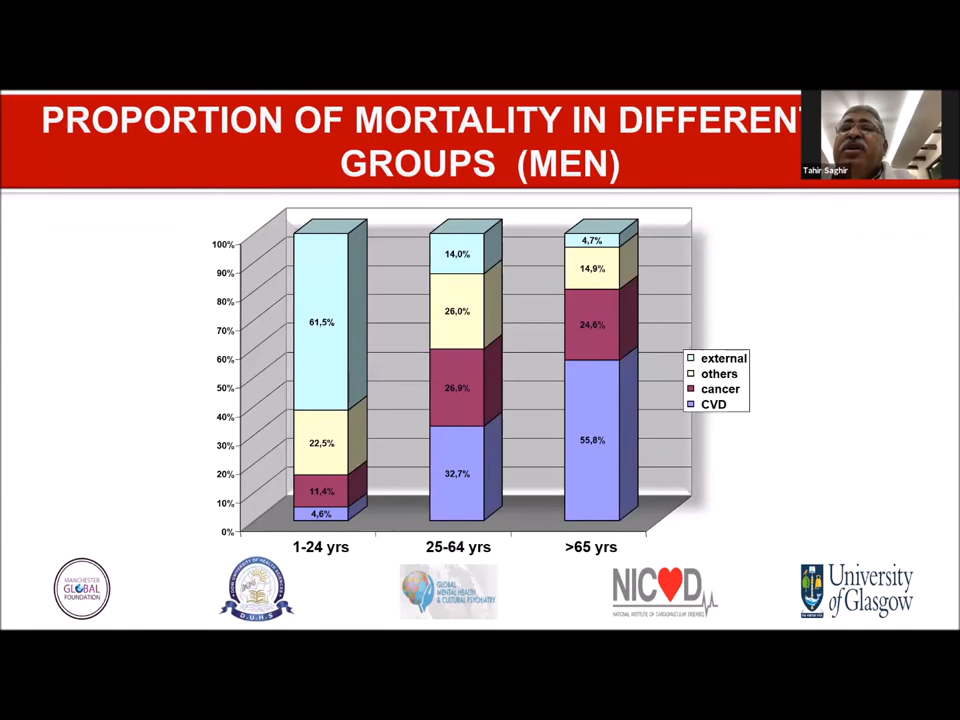 PROPORTION OF MORTALITY IN DIFFERENT
GROUPS (MEN)
Tahir Saghir
100%
90%
80%
70%
60%
50%
40%
30%
20%
10%
0%
61,5%
22,5%
11,4%
4,6%
14,0%
26,0%
26,9%
32,7%
4,7%
14,9%
24,6%
55,8%
external
others
cancer
CVD
1-24 yrs
25-64 yrs
>65 yrs
MANCHESTER
GLOBAL
FOUNDATION
D.U.H.S
GLOBAL
MENTAL HEALTH
& CULTURAL PSYCHIATRY
NICVD
NATIONAL INSTITUTE OF CARDIOVASCULAR DISEASES
University
of Glasgow